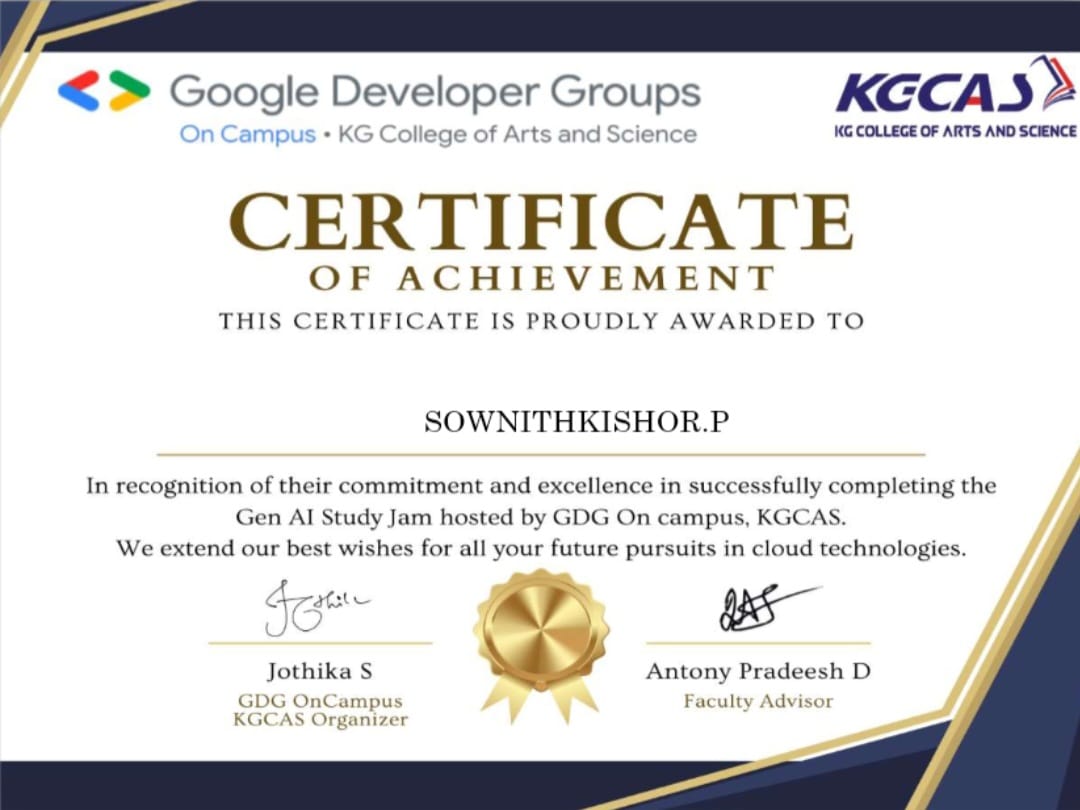 Google Developer Groups
On Campus • KG College of Arts and Science
KGCAS
KG COLLEGE OF ARTS AND SCIENCE
CERTIFICATE
OF ACHIEVEMENT
THIS CERTIFICATE IS PROUDLY AWARDED TO
SOWNITHKISHOR.P
In recognition of their commitment and excellence in successfully completing the
Gen AI Study Jam hosted by GDG On campus, KGCAS.
We extend our best wishes for all your future pursuits in cloud technologies.
Jothika S
GDG OnCampus
KGCAS Organizer
Antony Pradeesh D
Faculty Advisor